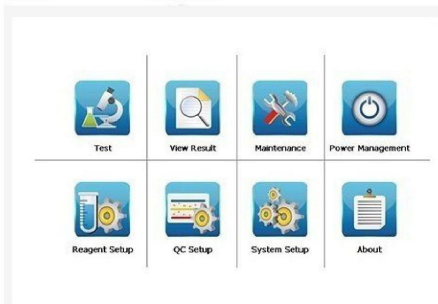 Test
View Result
Maintenance
Power Management
Reagent Setup
QC Setup
System Setup
About